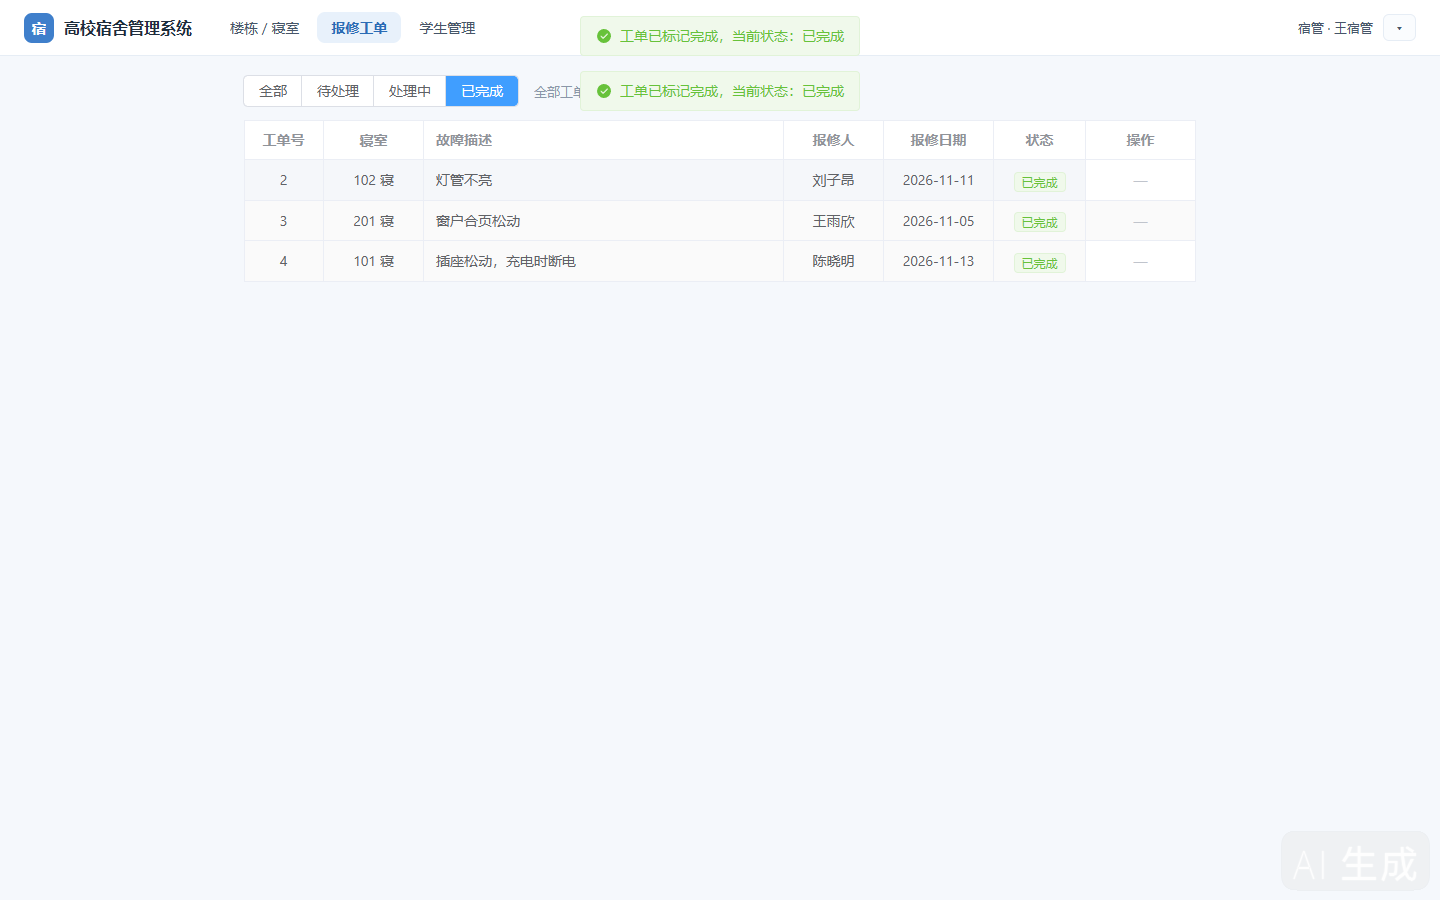 宿 高校宿舍管理系统 楼栋 / 寝室 报修工单 学生管理 宿管 · 王宿管
工单已标记完成，当前状态：已完成
全部 待处理 处理中 已完成 全部工单
工单已标记完成，当前状态：已完成
工单号 寝室 故障描述 报修人 报修日期 状态 操作
2 102 寝 灯管不亮 刘子昂 2026-11-11 已完成 —
3 201 寝 窗户合页松动 王雨欣 2026-11-05 已完成 —
4 101 寝 插座松动，充电时断电 陈晓明 2026-11-13 已完成 —
AI 生成